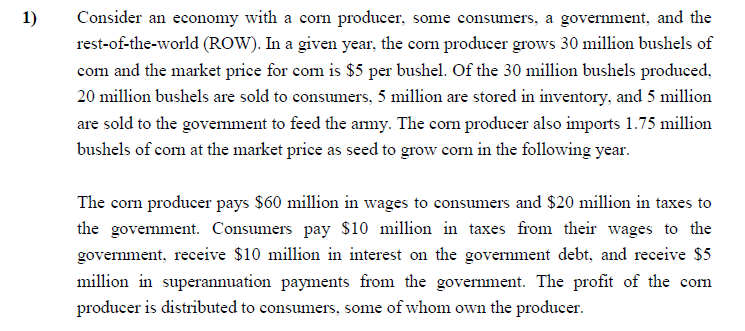 1) Consider an economy with a corn producer, some consumers, a government, and the
rest-of-the-world (ROW). In a given year, the corn producer grows 30 million bushels of
corn and the market price for corn is $5 per bushel. Of the 30 million bushels produced,
20 million bushels are sold to consumers, 5 million are stored in inventory, and 5 million
are sold to the government to feed the army. The corn producer also imports 1.75 million
bushels of corn at the market price as seed to grow corn in the following year.
The corn producer pays $60 million in wages to consumers and $20 million in taxes to
the government. Consumers pay $10 million in taxes from their wages to the
government, receive $10 million in interest on the government debt, and receive $5
million in superannuation payments from the government. The profit of the corn
producer is distributed to consumers, some of whom own the producer.